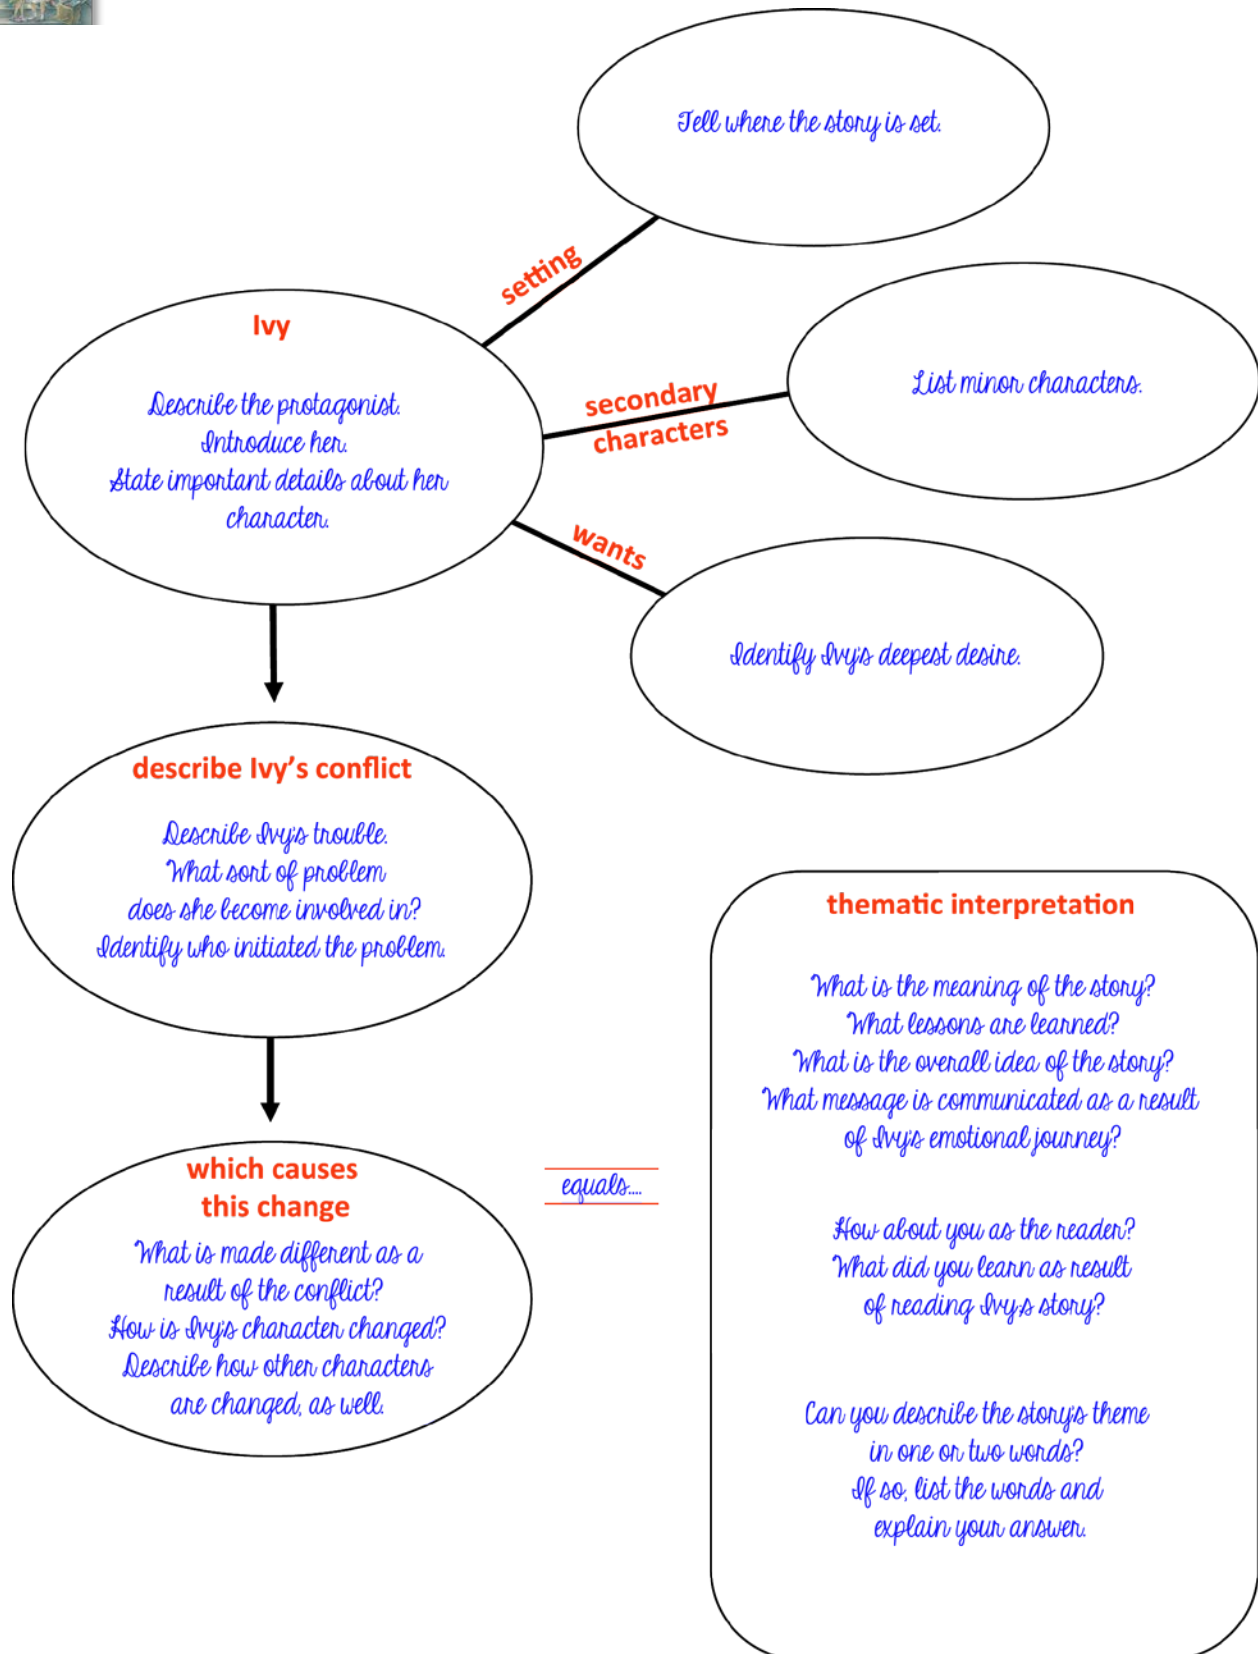 Tell where the story is set.
setting
Ivy
Describe the protagonist.
Introduce her.
State important details about her
character.
secondary
characters
List minor characters.
wants
Identify Ivy's deepest desire.
describe Ivy's conflict
Describe Ivy's trouble.
What sort of problem
does she become involved in?
Identify who initiated the problem.
which causes
this change
What is made different as a
result of the conflict?
How is Ivy's character changed?
Describe how other characters
are changed, as well.
equals....
thematic interpretation
What is the meaning of the story?
What lessons are learned?
What is the overall idea of the story?
What message is communicated as a result
of Ivy's emotional journey?
How about you as the reader?
What did you learn as result
of reading Ivy's story?
Can you describe the story's theme
in one or two words?
If so, list the words and
explain your answer.